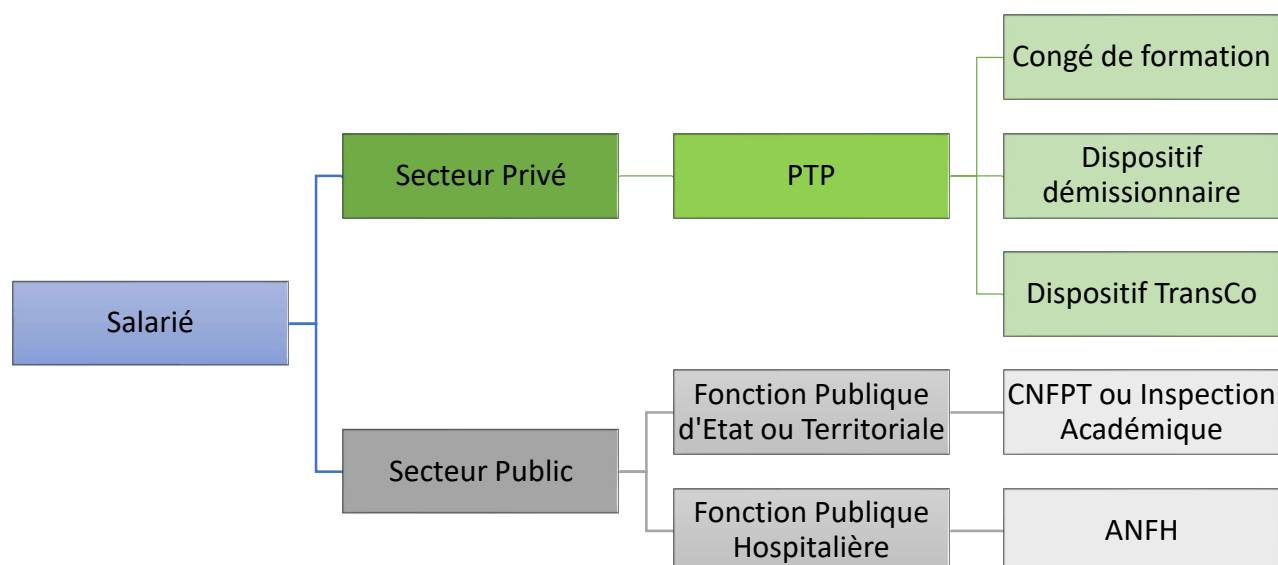 Salarié
Secteur Privé
PTP
Congé de formation
Dispositif
démissionnaire
Dispositif TransCo
Secteur Public
Fonction Publique
d'Etat ou Territoriale
CNFPT ou Inspection
Académique
Fonction Publique
Hospitalière
ANFH